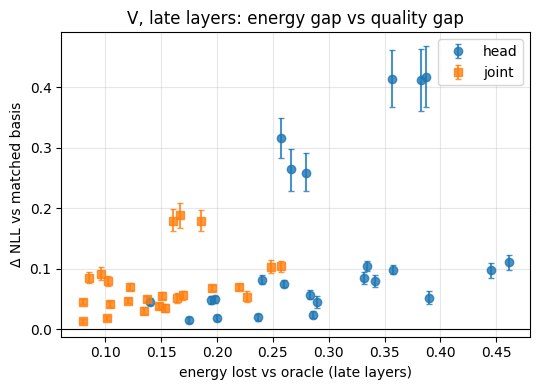 V, late layers: energy gap vs quality gap
head
joint
Δ NLL vs matched basis
0.4
0.3
0.2
0.1
0.0
0.10 0.15 0.20 0.25 0.30 0.35 0.40 0.45
energy lost vs oracle (late layers)